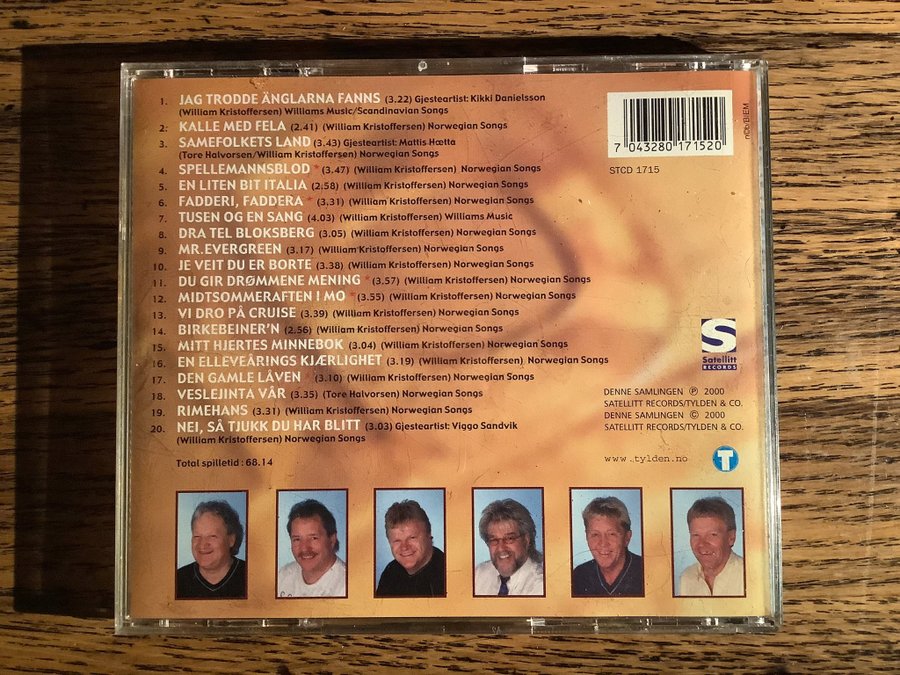 1. JAG TRODDE ÄNGLARNA FANNS (3.22) Gjesteartist: Kikki Danielsson
(William Kristoffersen) Williams Music/Scandinavian Songs
2. KALLE MED FELA (2.41) (William Kristoffersen) Norwegian Songs
3. SAMEFOLKETS LAND (3.43) Gjesteartist: Mattis Hætta
(Tore Halvorsen/William Kristoffersen) Norwegian Songs
4. SPELLEMANNSBLOD * (3.47) (William Kristoffersen) Norwegian Songs
5. EN LITEN BIT ITALIA (2.58) (William Kristoffersen) Norwegian Songs
6. FADDERI, FADDERA * (3.31) (William Kristoffersen) Norwegian Songs
7. TUSEN OG EN SANG (4.03) (William Kristoffersen) Williams Music
8. DRA TEL BLOKSBERG (3.05) (William Kristoffersen) Norwegian Songs
9. MR.EVERGREEN (3.17) (William Kristoffersen) Norwegian Songs
10. JE VEIT DU ER BORTE (3.38) (William Kristoffersen) Norwegian Songs
11. DU GIR DRØMMENE MENING * (3.57) (William Kristoffersen) Norwegian Songs
12. MIDTSOMMERAFTEN I MO * (3.55) (William Kristoffersen) Norwegian Songs
13. VI DRO PÅ CRUISE (3.39) (William Kristoffersen) Norwegian Songs
14. BIRKEBEINER'N (2.56) (William Kristoffersen) Norwegian Songs
15. MITT HJERTES MINNEBOK (3.04) (William Kristoffersen) Norwegian Songs
16. EN ELLEVEÅRINGS KJÆRLIGHET (3.19) (William Kristoffersen) Norwegian Songs
17. DEN GAMLE LÅVEN * (3.10) (William Kristoffersen) Norwegian Songs
18. VESLEJINTA VÅR (3.35) (Tore Halvorsen) Norwegian Songs
19. RIMEHANS (3.31) (William Kristoffersen) Norwegian Songs
20. NEI, SÅ TJUKK DU HAR BLITT (3.03) Gjesteartist: Viggo Sandvik
(William Kristoffersen) Norwegian Songs
Total spilletid : 68.14
7 043280 171520
STCD 1715
nCb/BIEM
S
Satellitt
RECORDS
DENNE SAMLINGEN Ⓟ 2000
SATELLITT RECORDS/TYLDEN & CO.
DENNE SAMLINGEN © 2000
SATELLITT RECORDS/TYLDEN & CO.
www.tylden.no
T